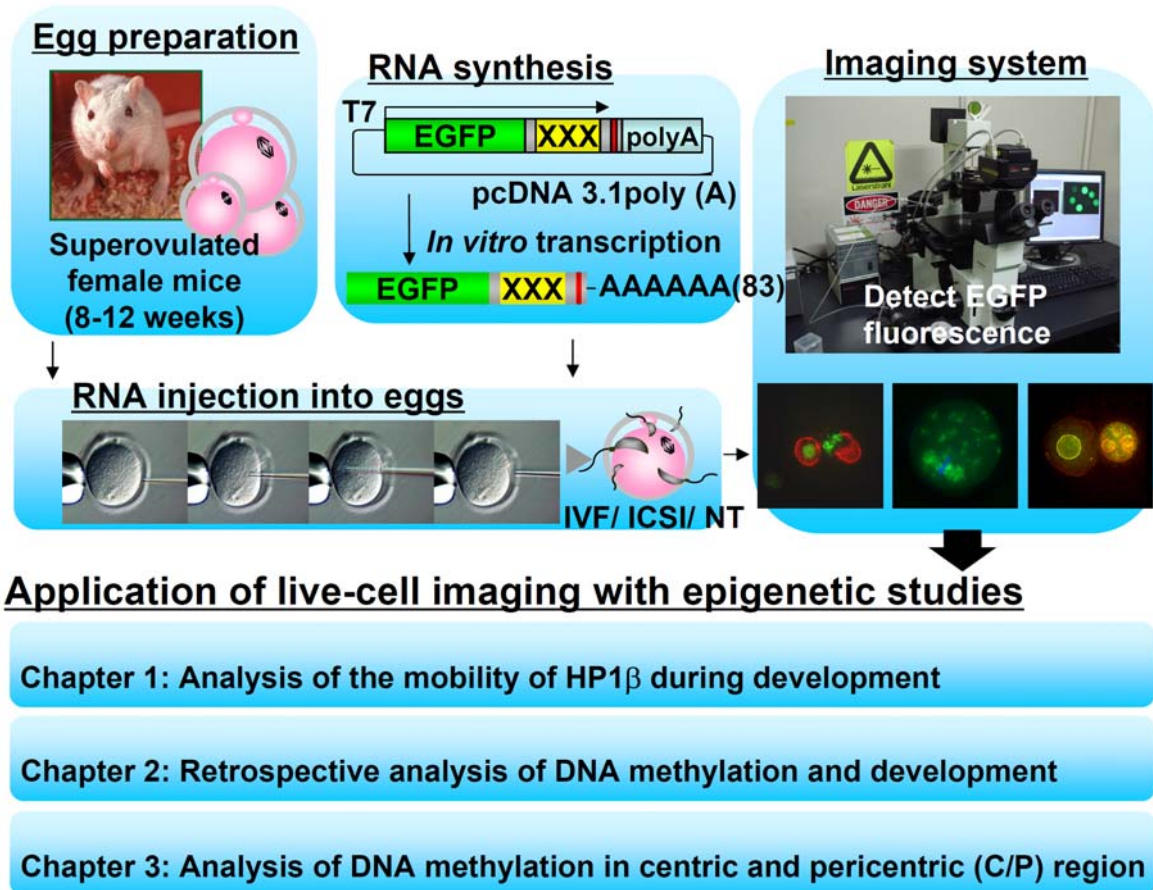 Egg preparation
Superovulated
female mice
(8-12 weeks)
RNA synthesis
T7
EGFP XXX polyA
pcDNA 3.1poly (A)
In vitro transcription
EGFP XXX -AAAAAA(83)
Imaging system
Laserstrahl
DANGER
Detect EGFP
fluorescence
RNA injection into eggs
IVF/ ICSI/ NT
Application of live-cell imaging with epigenetic studies
Chapter 1: Analysis of the mobility of HP1β during development
Chapter 2: Retrospective analysis of DNA methylation and development
Chapter 3: Analysis of DNA methylation in centric and pericentric (C/P) region